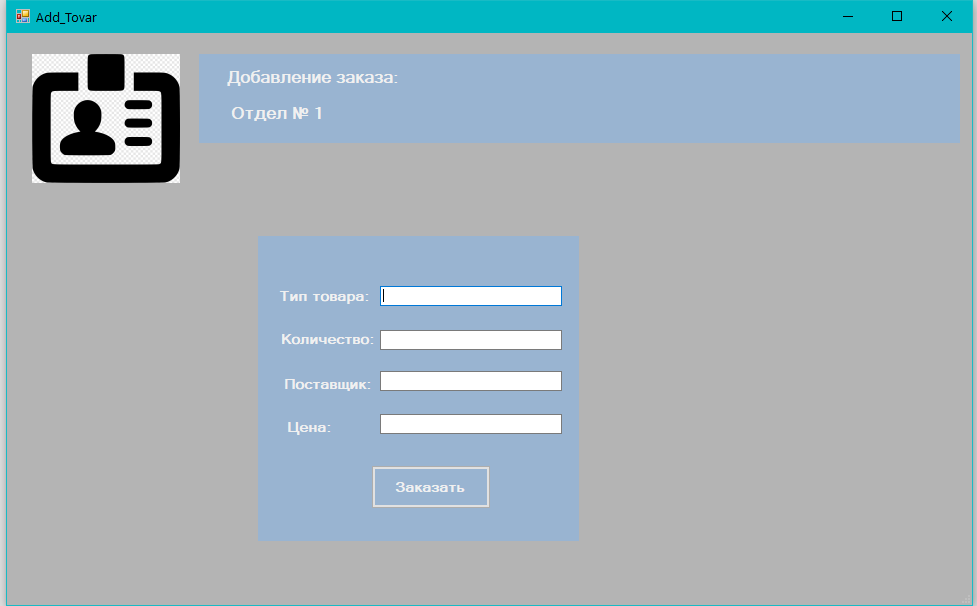 Add_Tovar
Добавление заказа:
Отдел № 1
Тип товара:
Количество:
Поставщик:
Цена:
Заказать